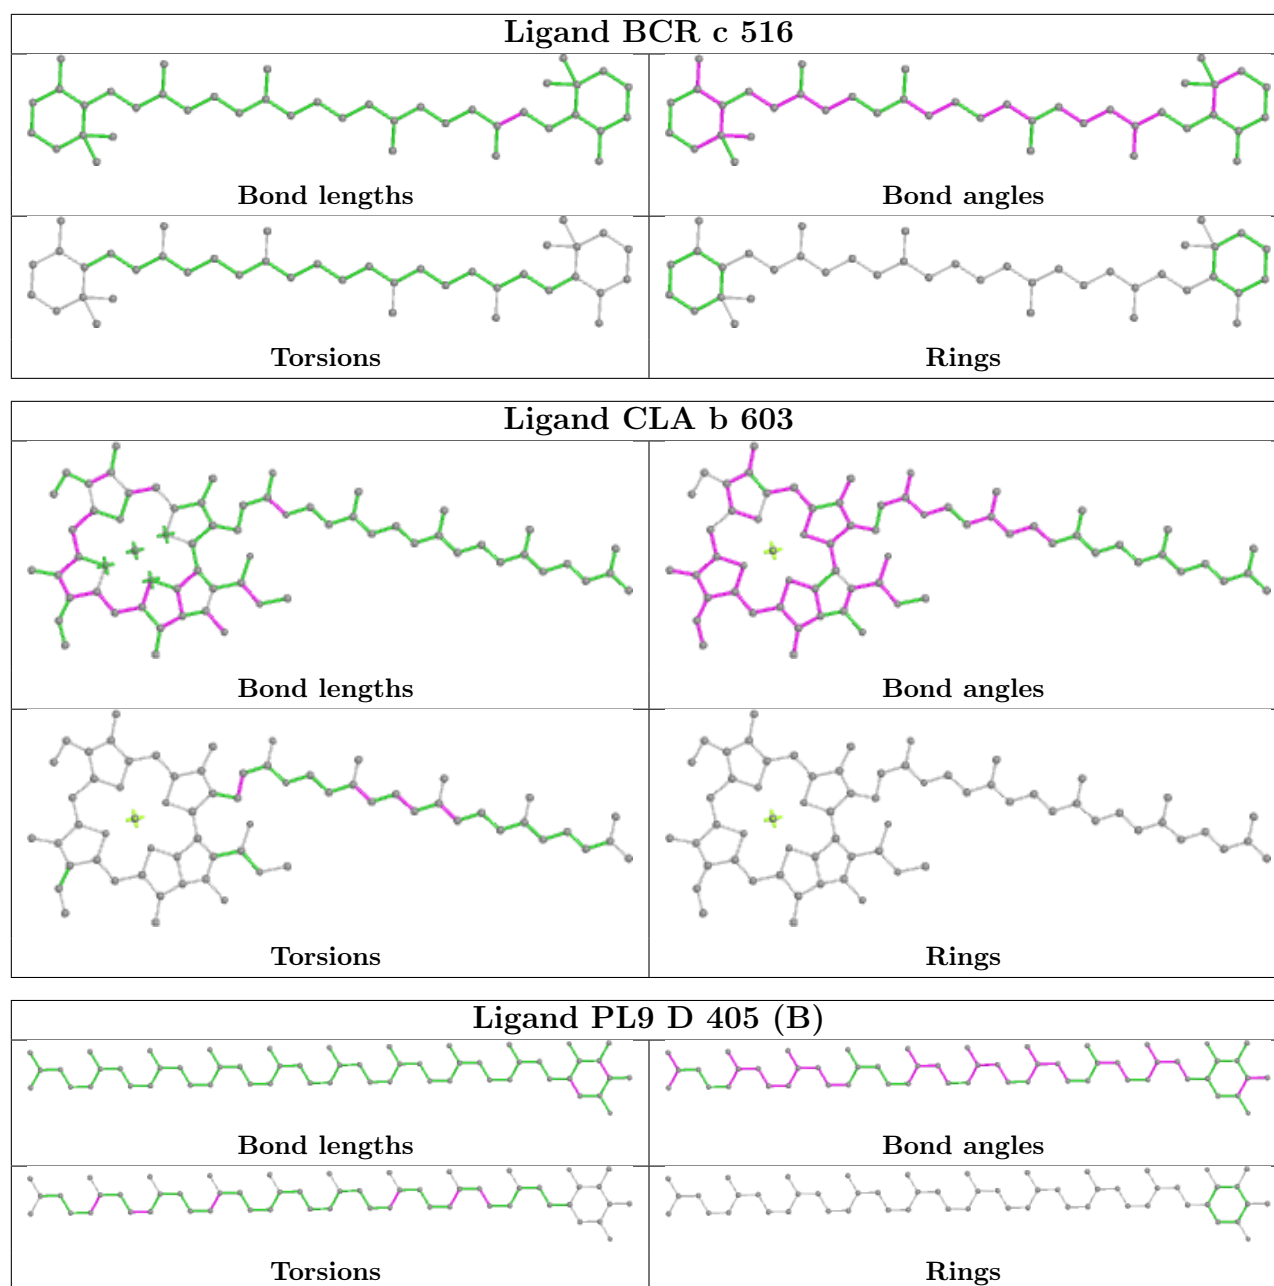 Ligand BCR c 516
Bond lengths
Bond angles
Torsions
Rings
Ligand CLA b 603
Bond lengths
Bond angles
Torsions
Rings
Ligand PL9 D 405 (B)
Bond lengths
Bond angles
Torsions
Rings